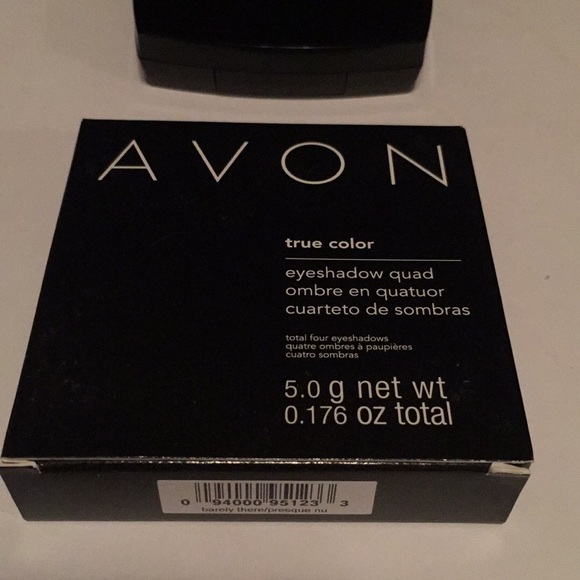 AVON
true color
eyeshadow quad
ombre en quatuor
cuarteto de sombras
total four eyeshadows
quatre ombres à paupières
cuatro sombras
5.0 g net wt
0.176 oz total
0 94000 95123 3
barely there/presque nu